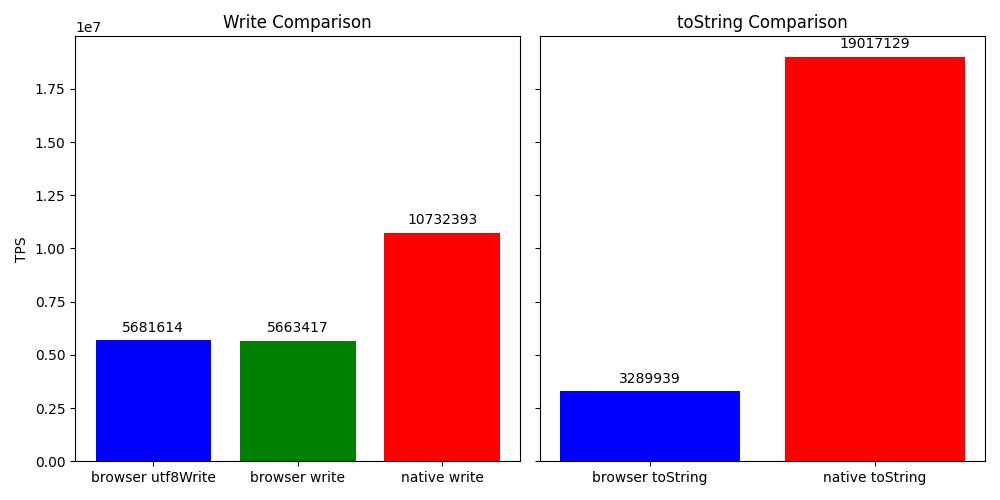 Write Comparison
1e7
TPS
1.75
1.50
1.25
1.00
0.75
0.50
0.25
0.00
5681614
5663417
10732393
browser utf8Write
browser write
native write
toString Comparison
3289939
19017129
browser toString
native toString